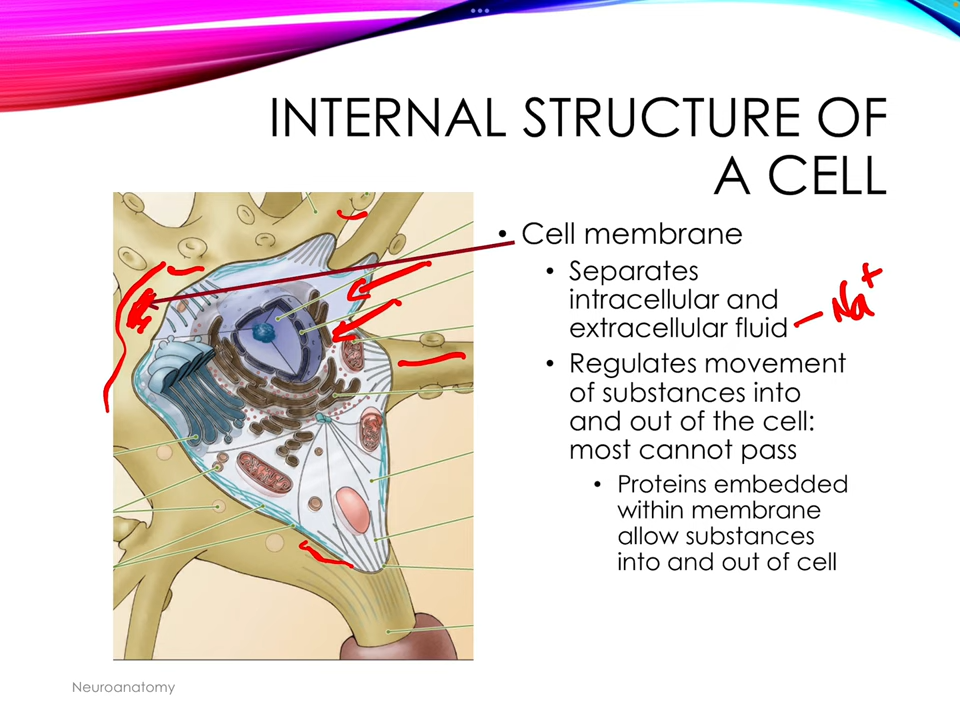 INTERNAL STRUCTURE OF
A CELL
• Cell membrane
• Separates
intracellular and
extracellular fluid – Na+
• Regulates movement
of substances into
and out of the cell:
most cannot pass
• Proteins embedded
within membrane
allow substances
into and out of cell
Neuroanatomy